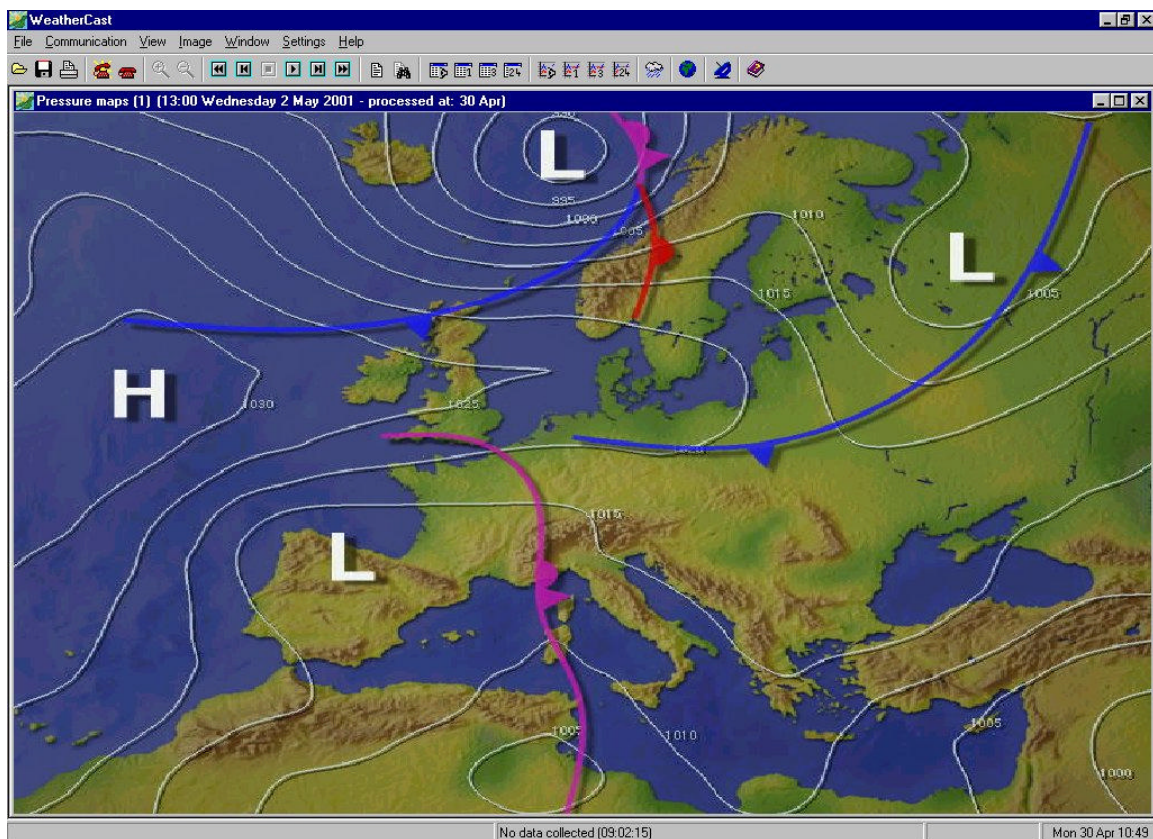 WeatherCast
File Communication View Image Window Settings Help
24 24
Pressure maps (1) (13:00 Wednesday 2 May 2001 - processed at: 30 Apr)
L
995
1000
1005
1010
L
1015
1005
H
1030
1025
1015
L
1005
1010
1005
1000
No data collected (09:02:15)
Mon 30 Apr 10:49